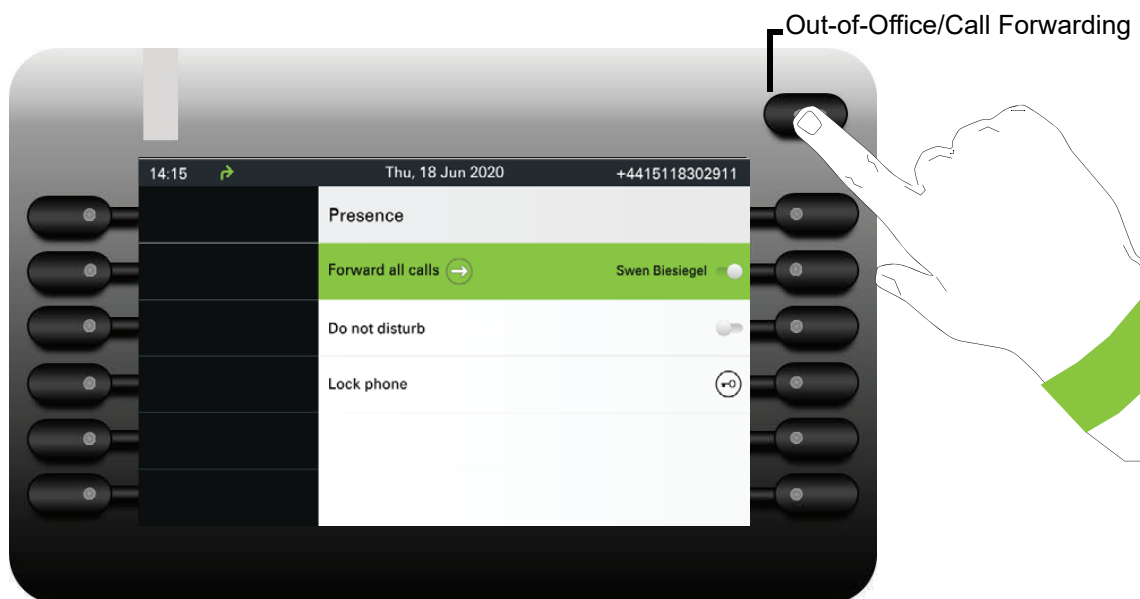 Out-of-Office/Call Forwarding
14:15 Thu, 18 Jun 2020 +4415118302911
Presence
Forward all calls Swen Biesiegel
Do not disturb
Lock phone